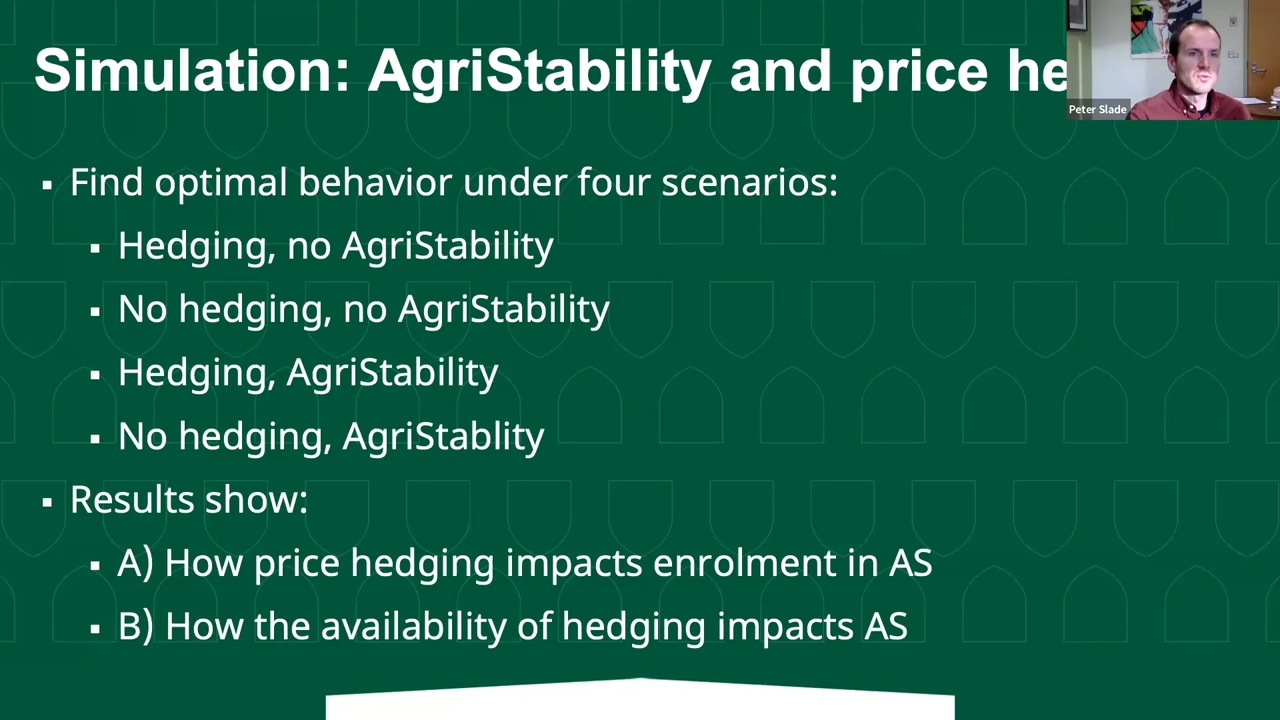 Simulation: AgriStability and price he
Peter Slade
▪ Find optimal behavior under four scenarios:
▪ Hedging, no AgriStability
▪ No hedging, no AgriStability
▪ Hedging, AgriStability
▪ No hedging, AgriStablity
▪ Results show:
▪ A) How price hedging impacts enrolment in AS
▪ B) How the availability of hedging impacts AS